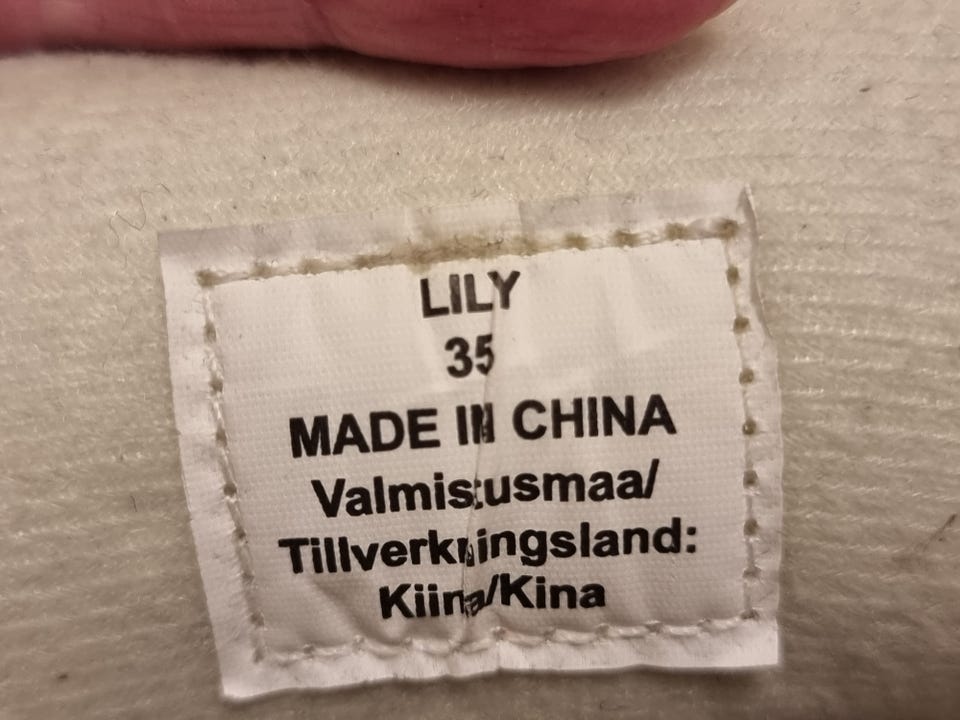 LILY
35
MADE IN CHINA
Valmistusmaa/
Tillverkningsland:
Kiina/Kina